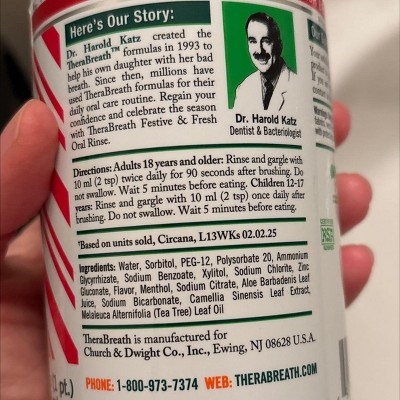 Here's Our Story:
Dr. Harold Katz created the
TheraBreath™ formulas in 1993 to
help his own daughter with her bad
breath. Since then, millions have
used TheraBreath formulas for their
daily oral care routine. Regain your
confidence and celebrate the season
with TheraBreath Festive & Fresh
Oral Rinse.
Dr. Harold Katz
Dentist & Bacteriologist
Directions: Adults 18 years and older: Rinse and gargle with
10 ml (2 tsp) twice daily for 90 seconds after brushing. Do
not swallow. Wait 5 minutes before eating. Children 12-17
years: Rinse and gargle with 10 ml (2 tsp) once daily after
brushing. Do not swallow. Wait 5 minutes before eating.
*Based on units sold, Circana, L13WKs 02.02.25
Ingredients: Water, Sorbitol, PEG-12, Polysorbate 20, Ammonium
Glycyrrhizate, Sodium Benzoate, Xylitol, Sodium Chloride, Zinc
Gluconate, Flavor, Menthol, Sodium Citrate, Aloe Barbadenis Leaf
Juice, Sodium Bicarbonate, Camellia Sinensis Leaf Extract,
Melaleuca Alternifolia (Tea Tree) Leaf Oil
TheraBreath is manufactured for
Church & Dwight Co., Inc., Ewing, NJ 08628 U.S.A.
pt.)
PHONE: 1-800-973-7374 WEB: THERABREATH.COM